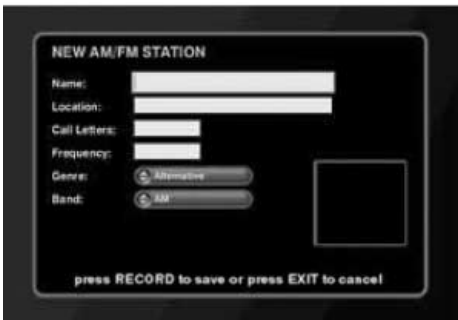 NEW AM/FM STATION
Name:
Location:
Call Letters:
Frequency:
Genre: Alternative
Band: AM
press RECORD to save or press EXIT to cancel